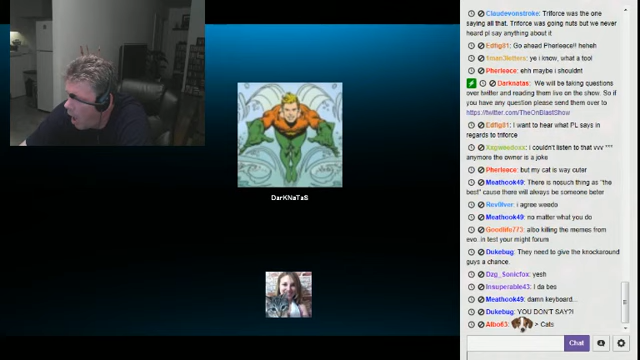 Claudevonstroke: Triforce was the one
saying all that. Triforce was going nuts but we never
heard pl say anything about it
Edfig81: Go ahead Pherleece!! heheh
ye i know, what a tool
Pherleece: ehh maybe i shouldnt
Darknatas: We will be taking questions
over twitter and reading them live on the show. So if
you have any question please send them over to
https://twitter.com/TheOnBlastShow
Edfig81: I want to hear what PL says in
regards to triforce
i couldn't listen to that vvv ***
anymore the owner is a joke
Pherleece: but my cat is way cuter
Meathook49: There is nosuch thing as "the
best" cause there will always be someone beter
i agree weedo
Meathook49: no matter what you do
Goodlife773: albo killing the memes from
evo. in test your might forum
Dukebug: They need to give the knockaround
guys a chance.
Dzg_Sonicfox: yesh
Insuperable43: I da bes
Meathook49: damn keyboard...
Dukebug: YOU DON'T SAY?!
Albo63: > Cats
DarKNaTaS
Chat